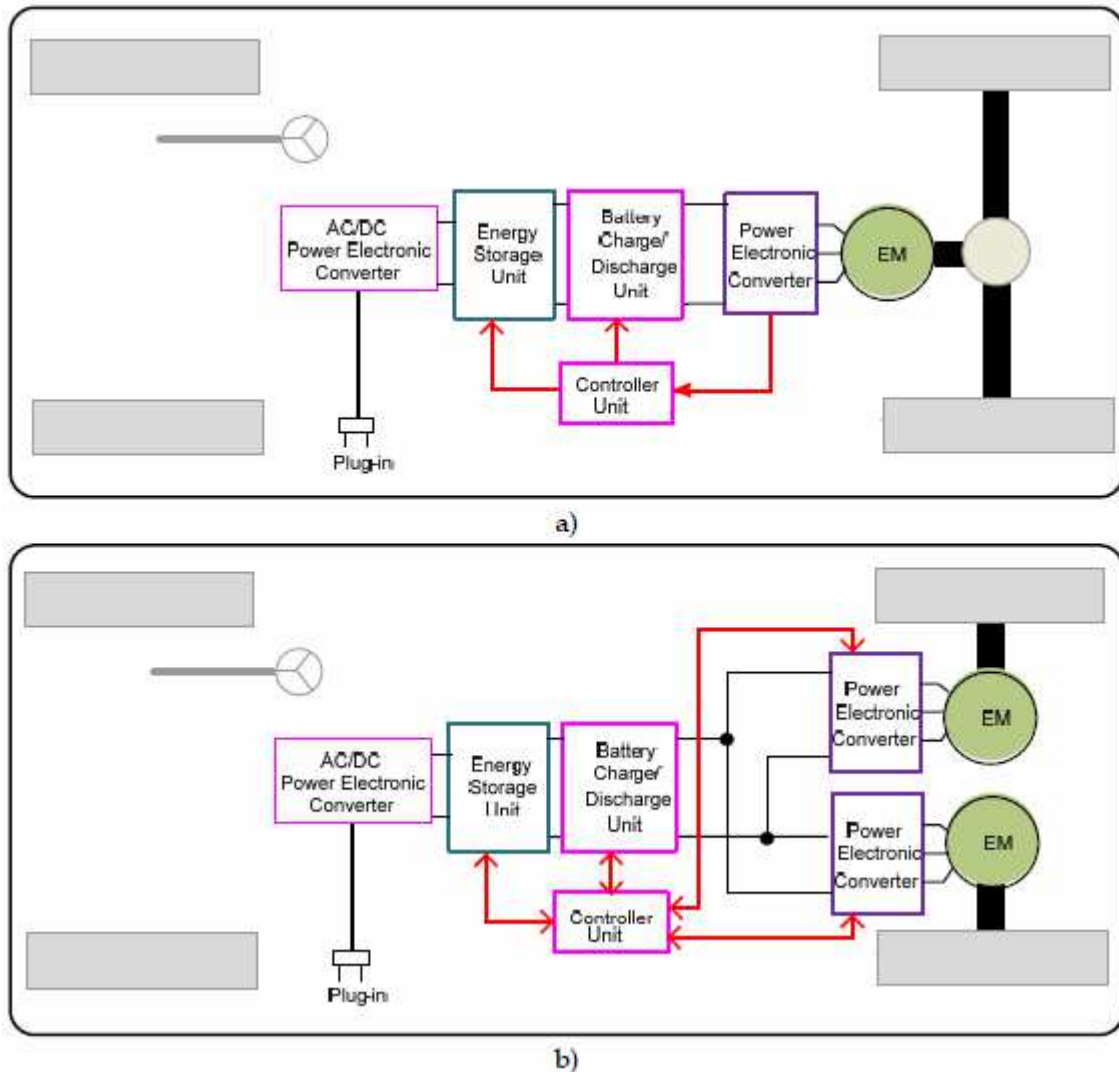 AC/DC
Power Electronic
Converter
Energy
Storage
Unit
Battery
Charge/
Discharge
Unit
Power
Electronic
Converter
EM
Controller
Unit
Plug-in
a)
AC/DC
Power Electronic
Converter
Energy
Storage
Unit
Battery
Charge/
Discharge
Unit
Power
Electronic
Converter
EM
Power
Electronic
Converter
EM
Controller
Unit
Plug-in
b)